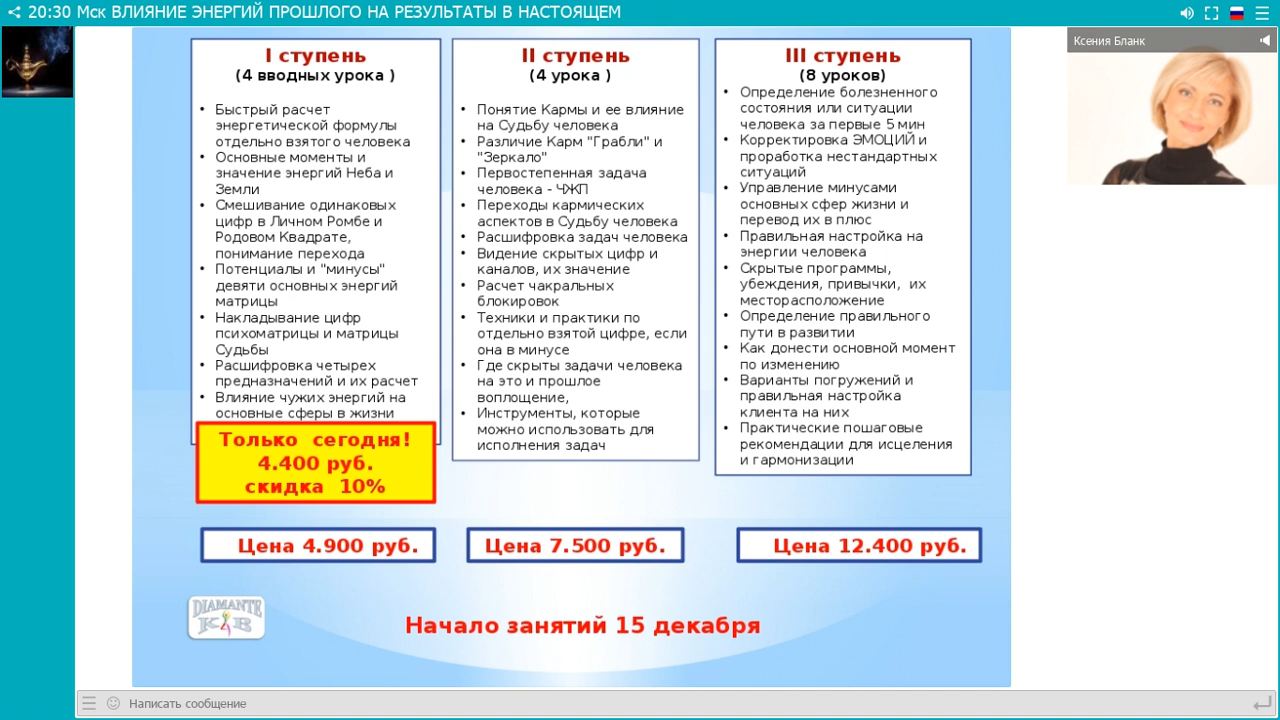 20:30 Мск ВЛИЯНИЕ ЭНЕРГИЙ ПРОШЛОГО НА РЕЗУЛЬТАТЫ В НАСТОЯЩЕМ
Ксения Бланк
I ступень
(4 вводных урока )
• Быстрый расчет
энергетической формулы
отдельно взятого человека
• Основные моменты и
значение энергий Неба и
Земли
• Смешивание одинаковых
цифр в Личном Ромбе и
Родовом Квадрате,
понимание перехода
• Потенциалы и "минусы"
девяти основных энергий
матрицы
• Накладывание цифр
психоматрицы и матрицы
Судьбы
• Расшифровка четырех
предназначений и их расчет
• Влияние чужих энергий на
основные сферы в жизни
Только сегодня!
4.400 руб.
скидка 10%
Цена 4.900 руб.
II ступень
(4 урока )
• Понятие Кармы и ее влияние
на Судьбу человека
• Различие Карм "Грабли" и
"Зеркало"
• Первостепенная задача
человека - ЧЖП
• Переходы кармических
аспектов в Судьбу человека
• Расшифровка задач человека
• Видение скрытых цифр и
каналов, их значение
• Расчет чакральных
блокировок
• Техники и практики по
отдельно взятой цифре, если
она в минусе
• Где скрыты задачи человека
на это и прошлое
воплощение,
• Инструменты, которые
можно использовать для
исполнения задач
Цена 7.500 руб.
III ступень
(8 уроков)
• Определение болезненного
состояния или ситуации
человека за первые 5 мин
• Корректировка ЭМОЦИЙ и
проработка нестандартных
ситуаций
• Управление минусами
основных сфер жизни и
перевод их в плюс
• Правильная настройка на
энергии человека
• Скрытые программы,
убеждения, привычки, их
месторасположение
• Определение правильного
пути в развитии
• Как донести основной момент
по изменению
• Варианты погружений и
правильная настройка
клиента на них
• Практические пошаговые
рекомендации для исцеления
и гармонизации
Цена 12.400 руб.
DIAMANTE
K B
Начало занятий 15 декабря
Написать сообщение